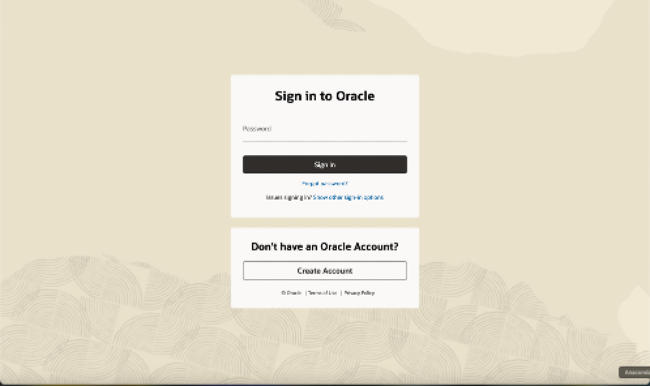 Sign in to Oracle
Password
Sign in
Forgot password?
Issues signing in? Show other sign-in options
Don't have an Oracle Account?
Create Account
© Oracle | Terms of Use | Privacy Policy